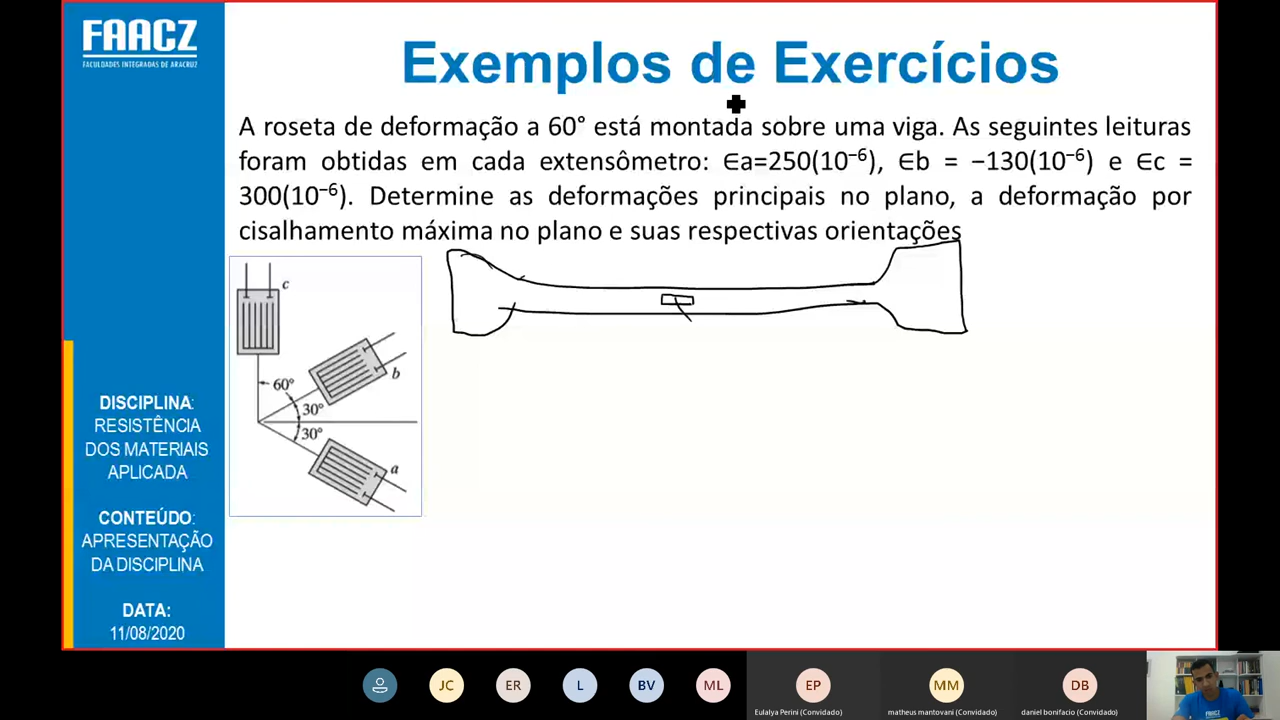 FAACZ
FACULDADES INTEGRADAS DE ARACRUZ
Exemplos de Exercícios
A roseta de deformação a 60° está montada sobre uma viga. As seguintes leituras
foram obtidas em cada extensômetro: ∈a=250(10⁻⁶), ∈b = −130(10⁻⁶) e ∈c =
300(10⁻⁶). Determine as deformações principais no plano, a deformação por
cisalhamento máxima no plano e suas respectivas orientações
c
60°
b
30°
30°
a
DISCIPLINA:
RESISTÊNCIA
DOS MATERIAIS
APLICADA
CONTEÚDO:
APRESENTAÇÃO
DA DISCIPLINA
DATA:
11/08/2020
JC
ER
L
BV
ML
EP
MM
DB
Eulalya Perini (Convidado)
matheus mantovani (Convidado)
daniel bonifacio (Convidado)
FAACZ